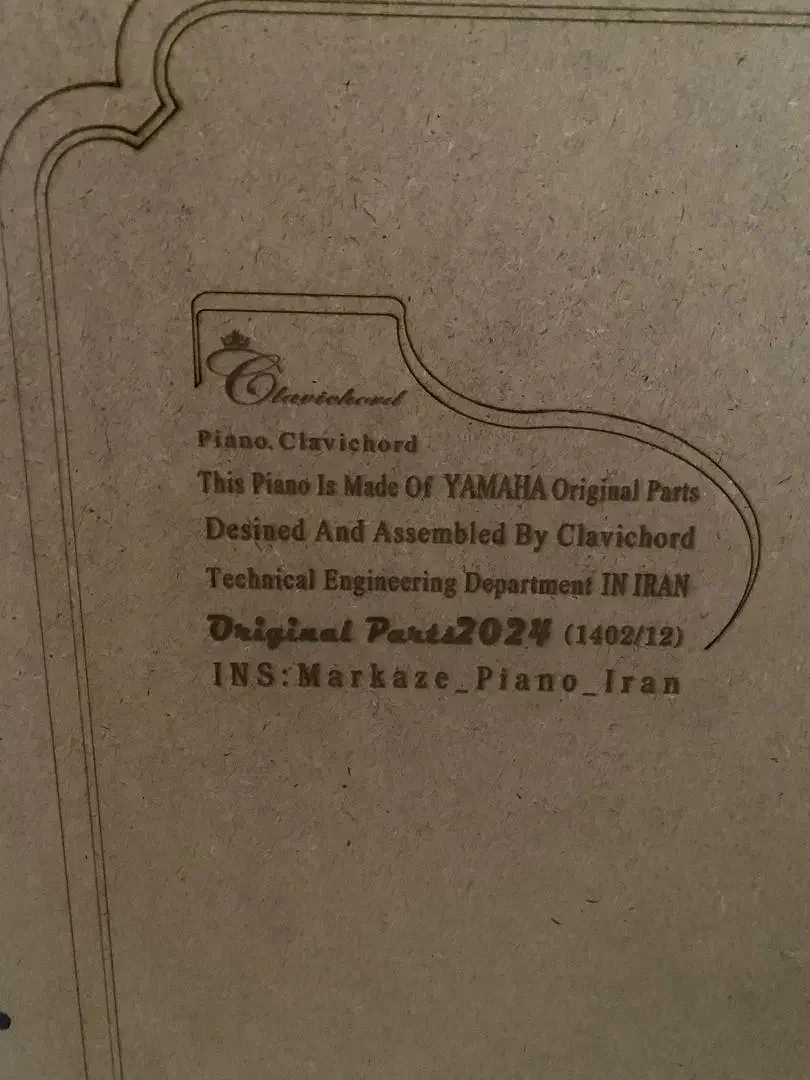 Clavichord
Piano. Clavichord
This Piano Is Made Of YAMAHA Original Parts
Desined And Assembled By Clavichord
Technical Engineering Department IN IRAN
Original Parts2024 (1402/12)
INS:Markaze_Piano_Iran